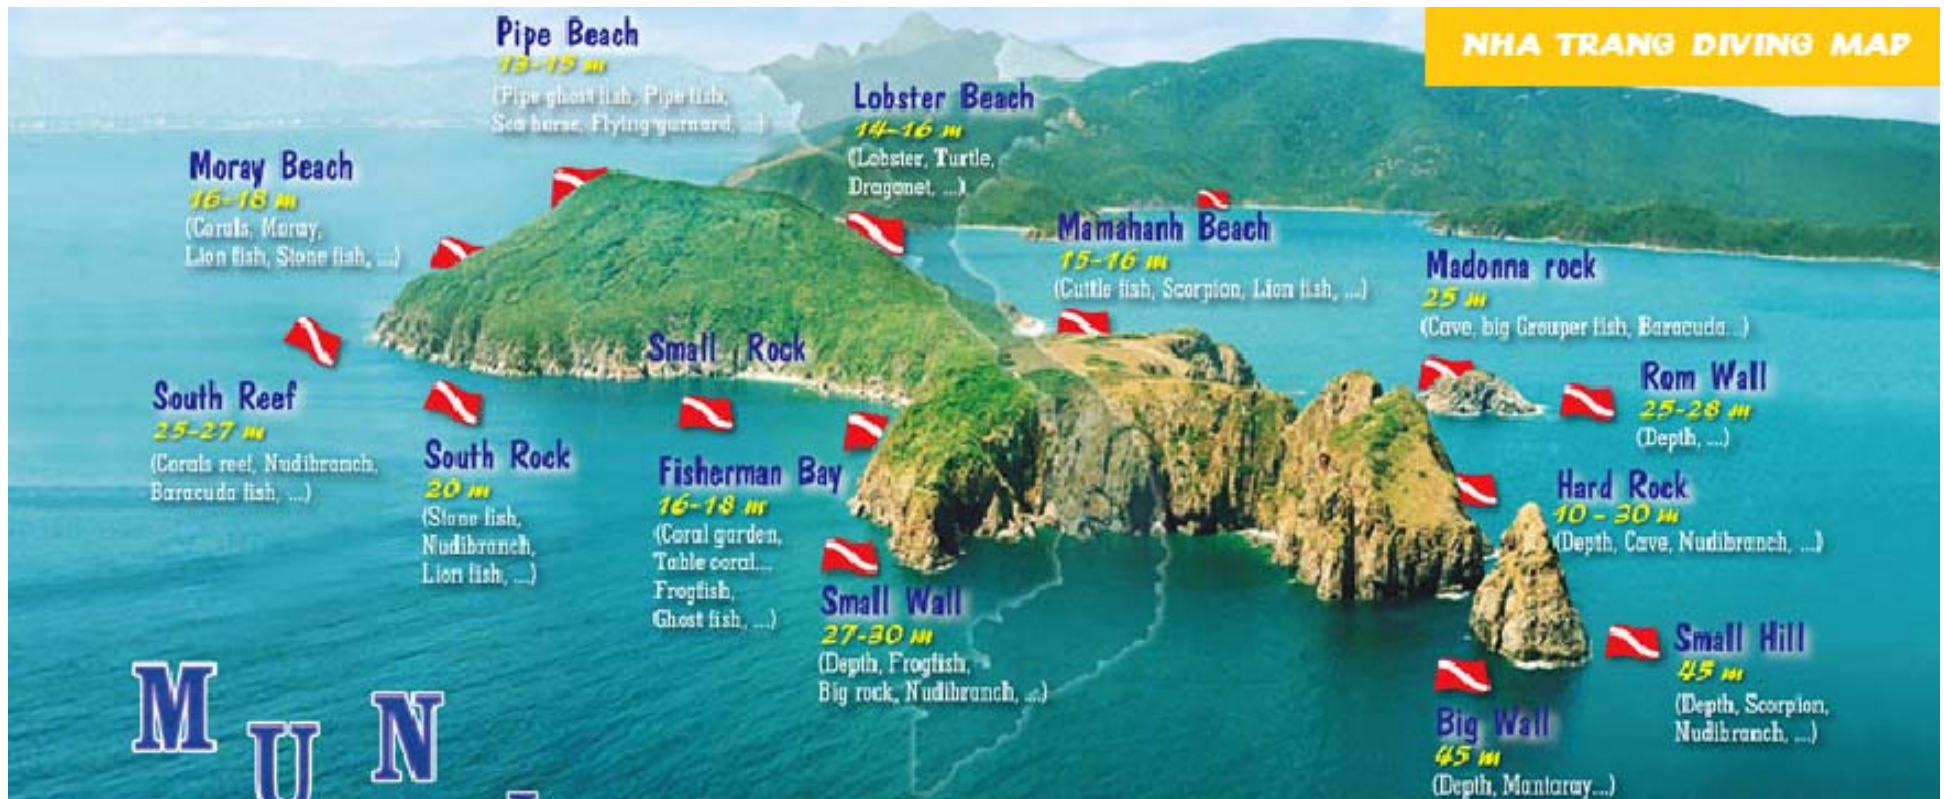 NHA TRANG DIVING MAP
Pipe Beach
13-15 m
(Pipe ghost fish, Pipe fish,
Sea horse, Flying gurnard, ...)
Lobster Beach
14-16 m
(Lobster, Turtle,
Dragonet, ...)
Moray Beach
16-18 m
(Corals, Moray,
Lion fish, Stone fish, ...)
Mamahanh Beach
15-16 m
(Cuttle fish, Scorpion, Lion fish, ...)
Madonna rock
25 m
(Cave, big Grouper fish, Baracuda...)
Small Rock
Rom Wall
25-28 m
(Depth, ...)
South Reef
25-27 m
(Corals reef, Nudibranch,
Baracuda fish, ...)
South Rock
20 m
(Stone fish,
Nudibranch,
Lion fish, ...)
Fisherman Bay
16-18 m
(Coral garden,
Table coral...
Frogfish,
Ghost fish, ...)
Hard Rock
10 - 30 m
(Depth, Cave, Nudibranch, ...)
Small Wall
27-30 m
(Depth, Frogfish,
Big rock, Nudibranch, ...)
Small Hill
45 m
(Depth, Scorpion,
Nudibranch, ...)
Big Wall
45 m
(Depth, Mantaray...)
MUN